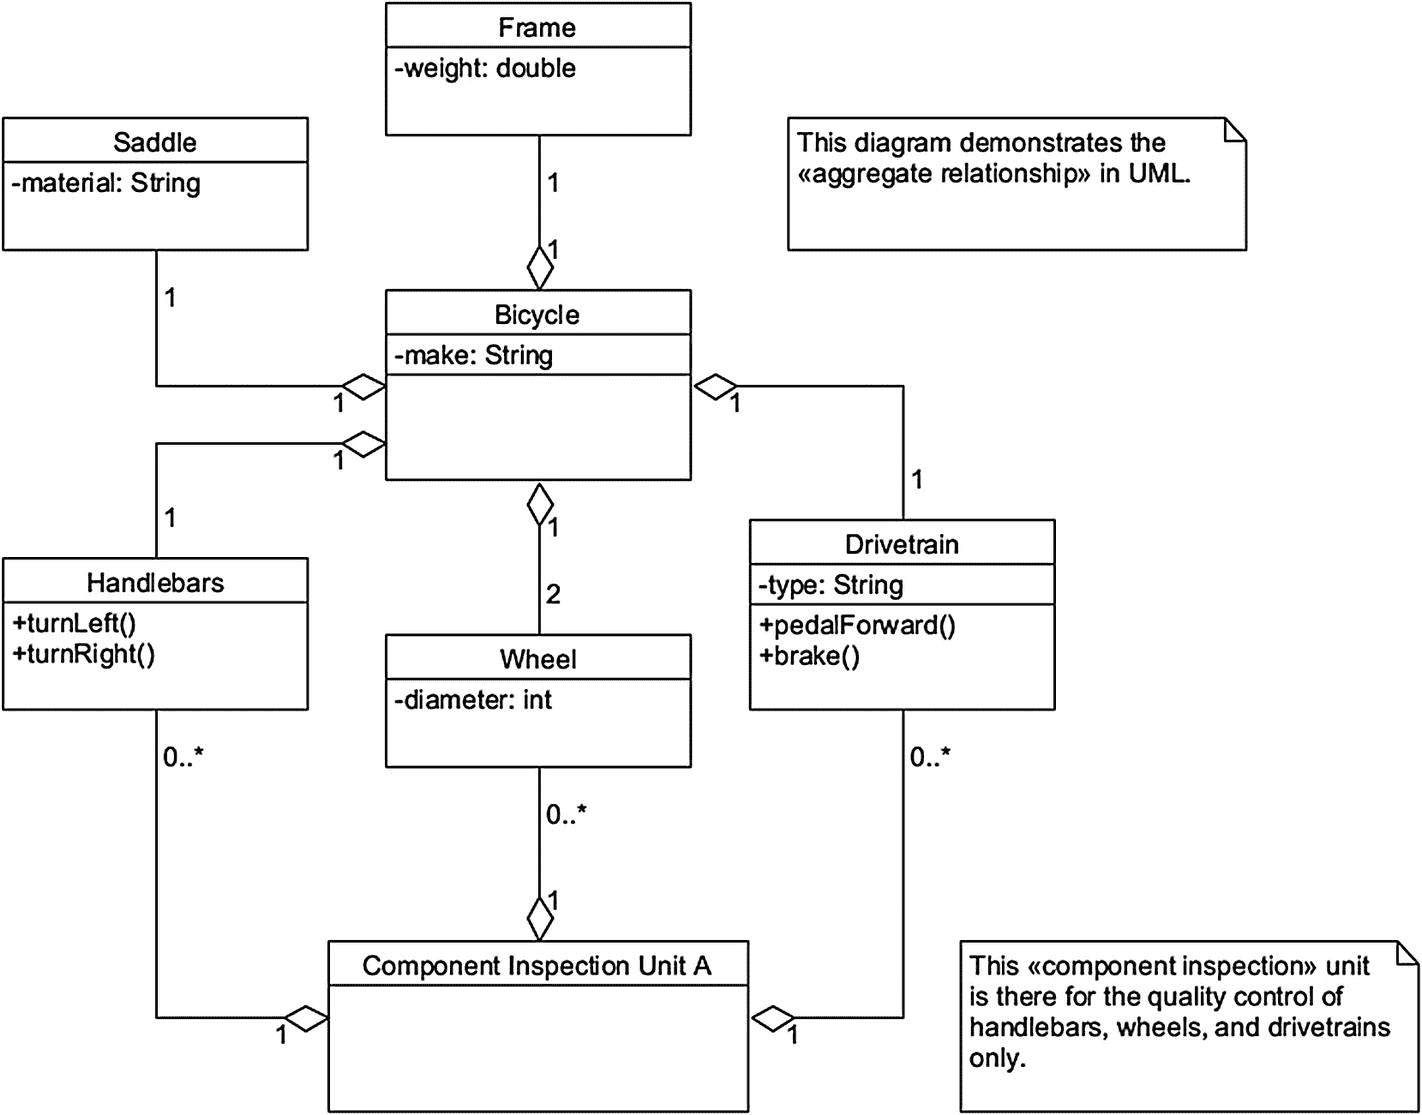 Frame
-weight: double
Saddle
-material: String
This diagram demonstrates the
«aggregate relationship» in UML.
1
1
1
Bicycle
-make: String
1
1
1
1
1
1
2
Handlebars
+turnLeft()
+turnRight()
Wheel
-diameter: int
Drivetrain
-type: String
+pedalForward()
+brake()
0..*
0..*
0..*
1
Component Inspection Unit A
1
1
This «component inspection» unit
is there for the quality control of
handlebars, wheels, and drivetrains
only.